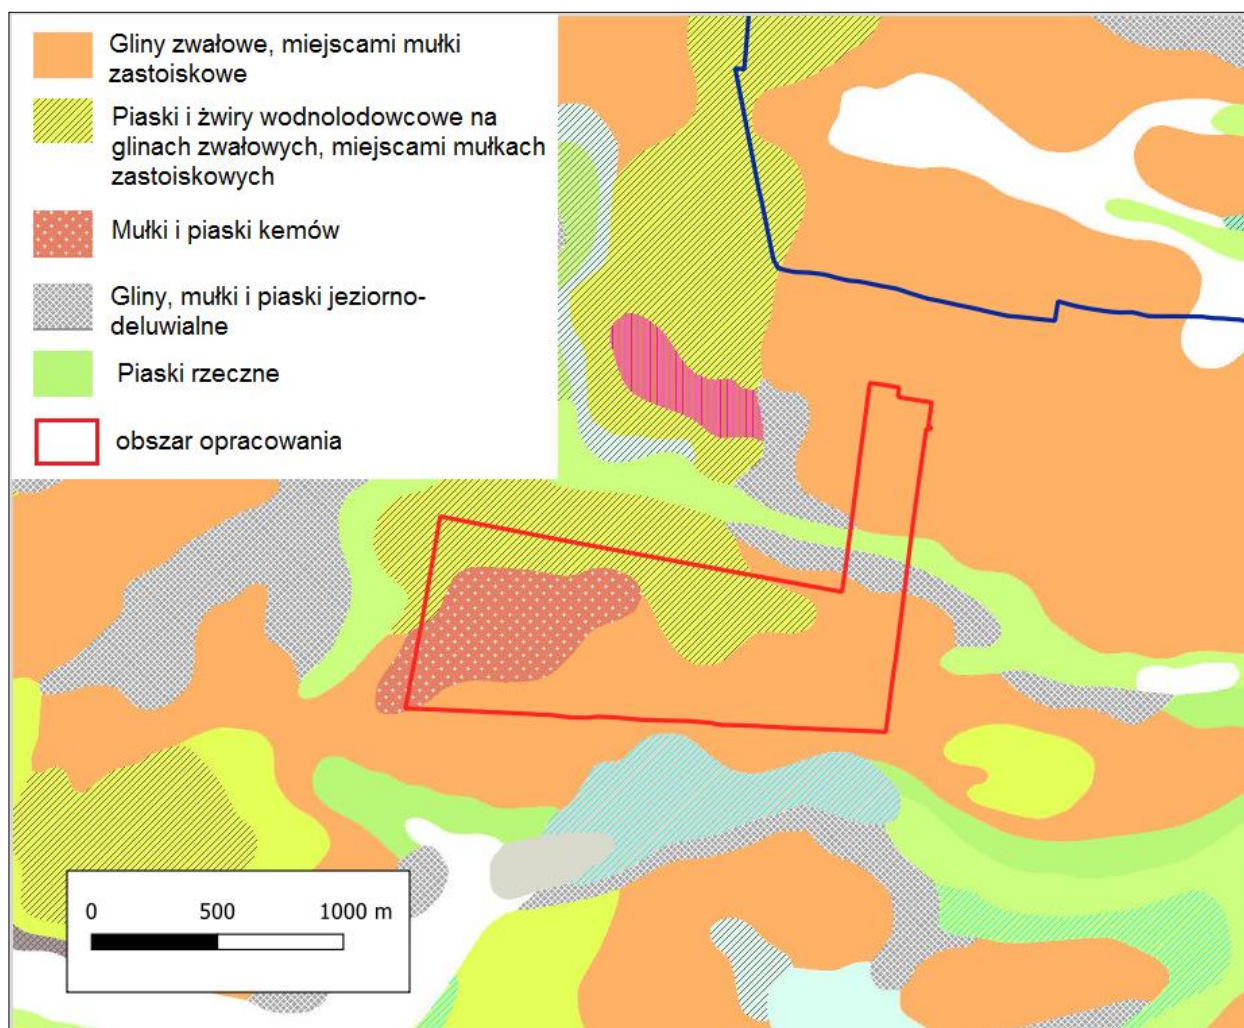 Gliny zwałowe, miejscami mułki
zastoiskowe
Piaski i żwiry wodnolodowcowe na
glinach zwałowych, miejscami mułkach
zastoiskowych
Mułki i piaski kemów
Gliny, mułki i piaski jeziorno-
deluwialne
Piaski rzeczne
obszar opracowania
0 500 1000 m